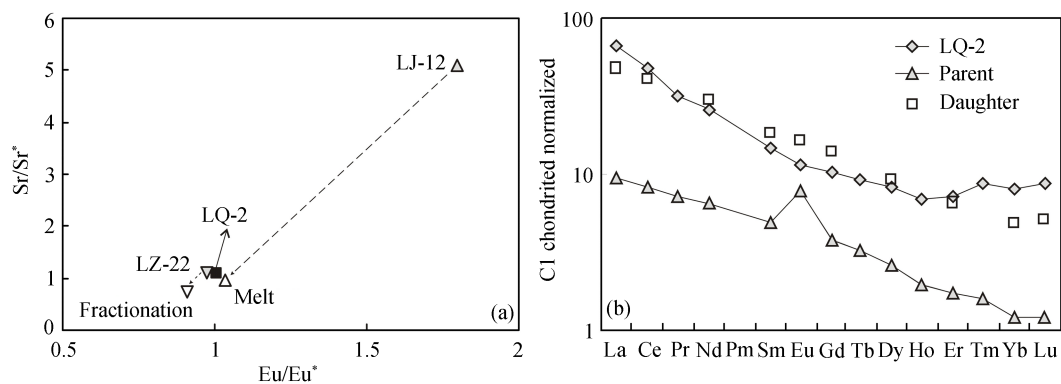 6
5
4
3
2
1
0
Sr/Sr*
LJ-12
LQ-2
LZ-22
Melt
Fractionation
(a)
0.5
1
1.5
2
Eu/Eu*
100
10
1
C1 chondrited normalized
LQ-2
Parent
Daughter
(b)
La Ce Pr Nd Pm Sm Eu Gd Tb Dy Ho Er Tm Yb Lu